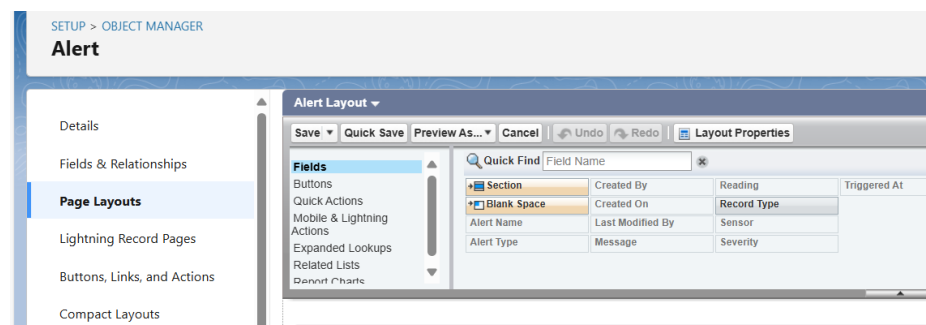 SETUP > OBJECT MANAGER
Alert
Details
Fields & Relationships
Page Layouts
Lightning Record Pages
Buttons, Links, and Actions
Compact Layouts
Alert Layout
Save Quick Save Preview As... Cancel Undo Redo Layout Properties
Fields
Buttons
Quick Actions
Mobile & Lightning
Actions
Expanded Lookups
Related Lists
Report Charts
Quick Find Field Name
Section Created By Reading Triggered At
Blank Space Created On Record Type
Alert Name Last Modified By Sensor
Alert Type Message Severity